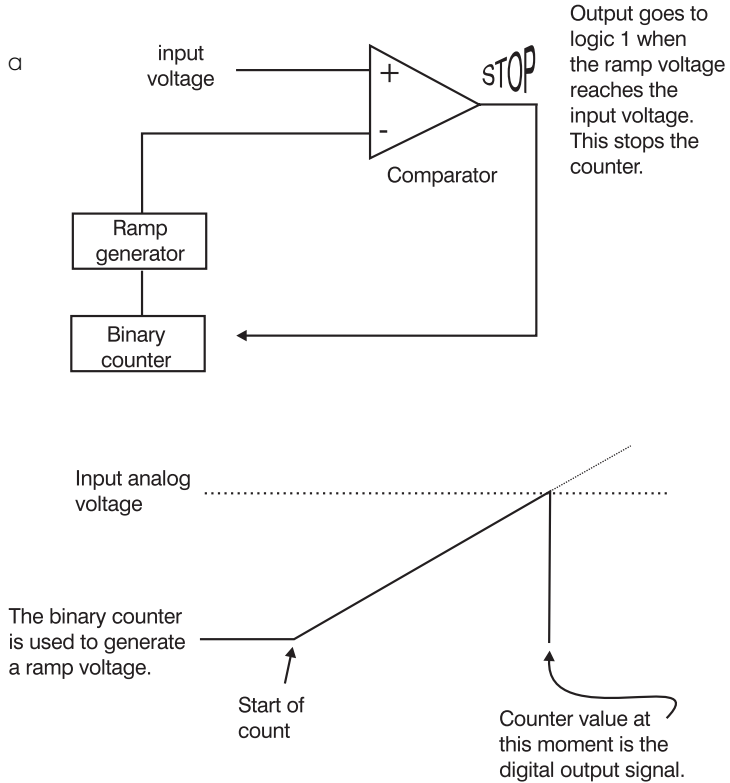 a
input
voltage
+
-
STOP
Output goes to
logic 1 when
the ramp voltage
reaches the
input voltage.
This stops the
counter.
Comparator
Ramp
generator
Binary
counter
Input analog
voltage
The binary counter
is used to generate
a ramp voltage.
Start of
count
Counter value at
this moment is the
digital output signal.